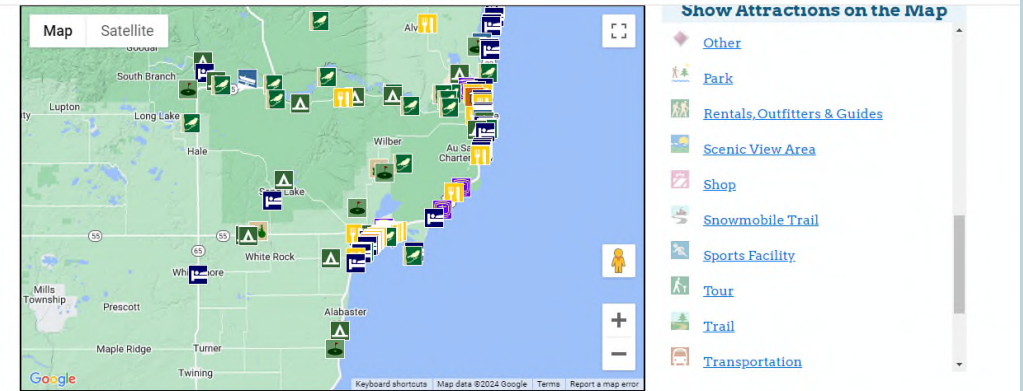 Show Attractions on the Map
Map
Satellite
Alv
South Branch
Lupton
Long Lake
Hale
Wilber
Au Sa
Charter
Lake
55
55
65
White Rock
Mills
Township
Prescott
Alabaster
Maple Ridge
Turner
Twining
Google
Keyboard shortcuts
Map data ©2024 Google
Terms
Report a map error
Other
Park
Rentals, Outfitters & Guides
Scenic View Area
Shop
Snowmobile Trail
Sports Facility
Tour
Trail
Transportation